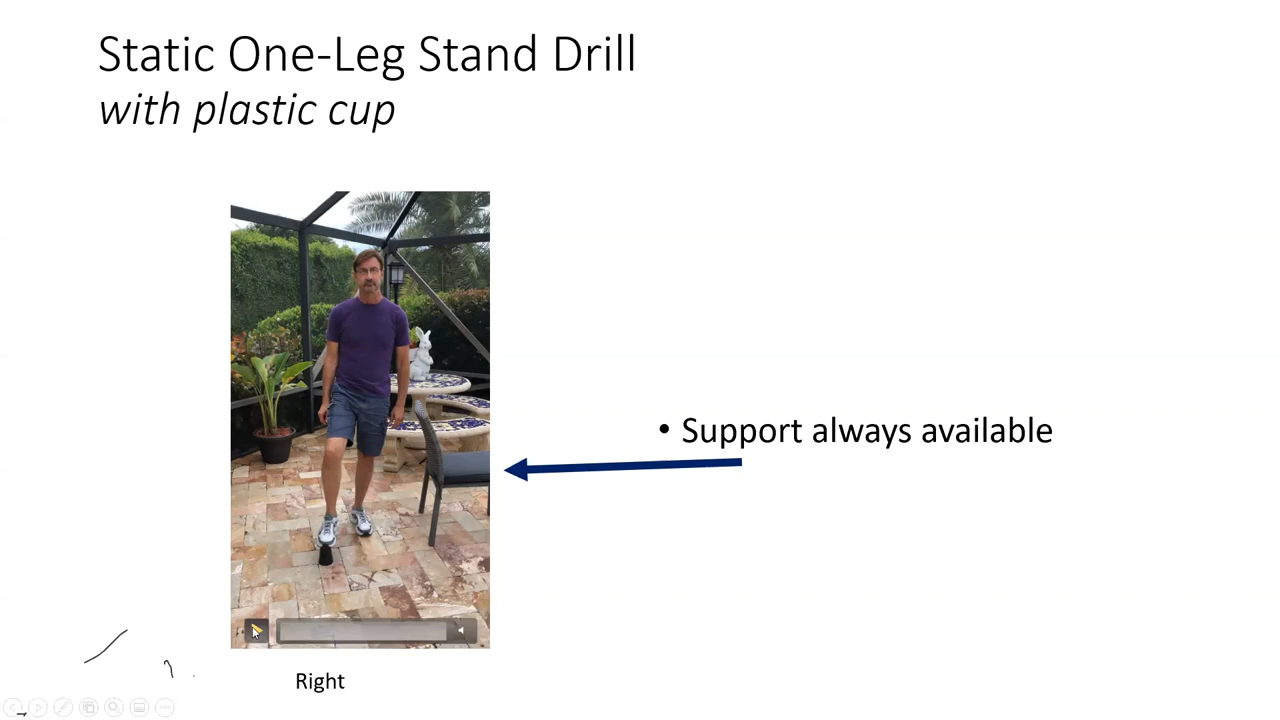 Static One-Leg Stand Drill
with plastic cup
• Support always available
Right